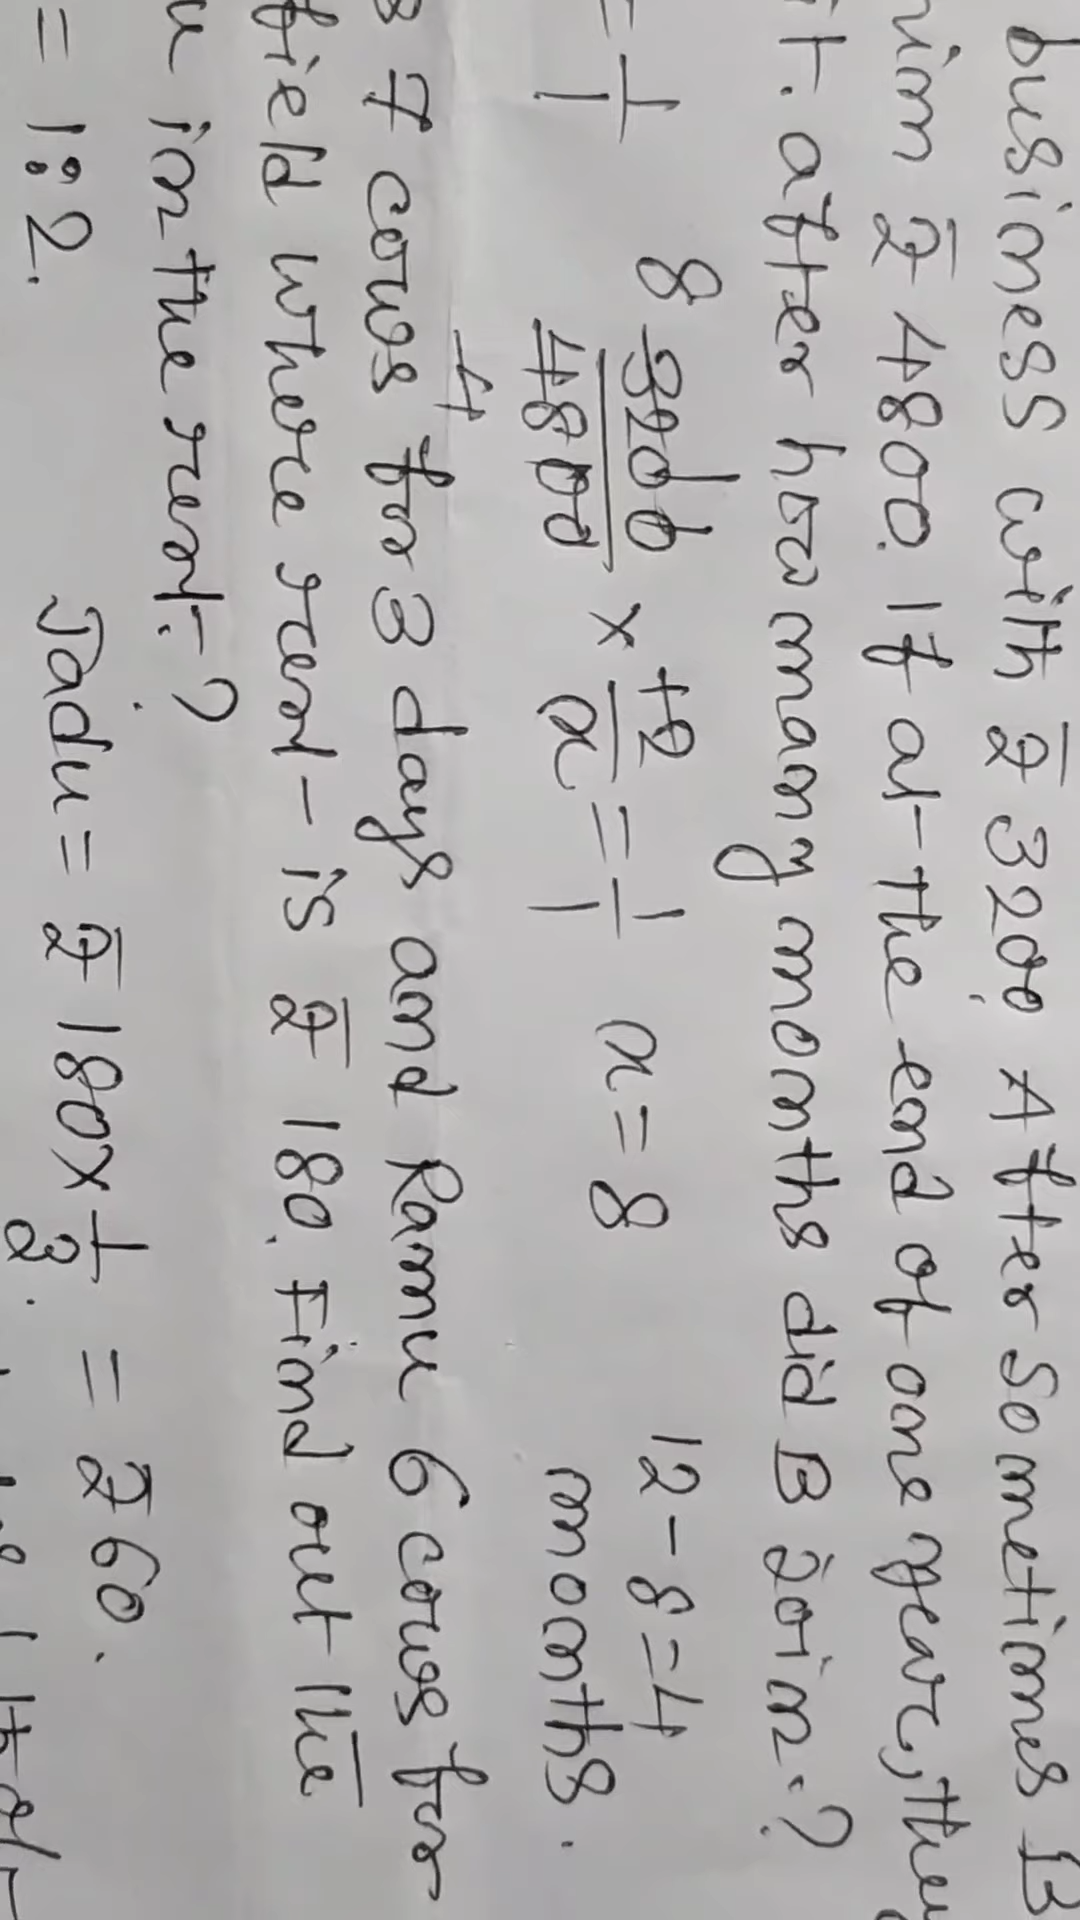 business with ₹ 3200. After Sometimes B
him ₹ 4800. If at the end of one year, they
it. after how many months did B Join.?
= 1/1 8 3200/4800 × 12/x = 1/1 x = 8 12 - 8 = 4
4 months.
7 cows for 3 days and Ramu 6 cows for
field where rent is ₹ 180. Find out the
u in the rent.?
= 1:2. Jadu = ₹ 180 × 1/3 = ₹ 60.